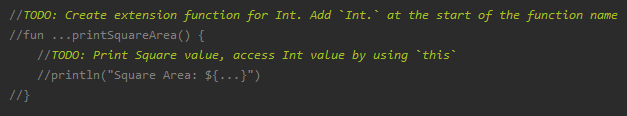 //TODO: Create extension function for Int. Add `Int.` at the start of the function name
//fun ...printSquareArea() {
//TODO: Print Square value, access Int value by using `this`
//println("Square Area: ${...}")
//}